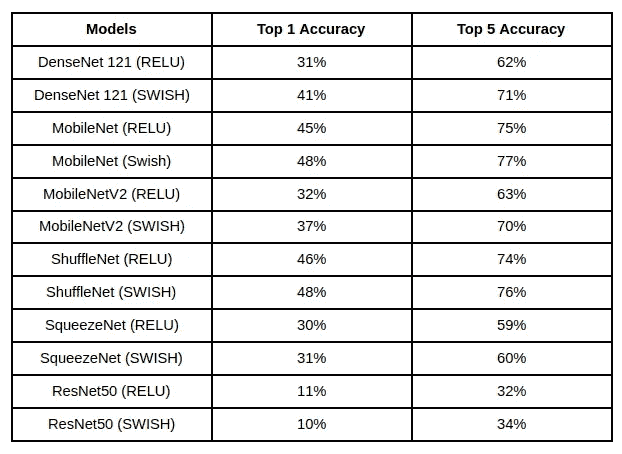 Models Top 1 Accuracy Top 5 Accuracy
DenseNet 121 (RELU) 31% 62%
DenseNet 121 (SWISH) 41% 71%
MobileNet (RELU) 45% 75%
MobileNet (Swish) 48% 77%
MobileNetV2 (RELU) 32% 63%
MobileNetV2 (SWISH) 37% 70%
ShuffleNet (RELU) 46% 74%
ShuffleNet (SWISH) 48% 76%
SqueezeNet (RELU) 30% 59%
SqueezeNet (SWISH) 31% 60%
ResNet50 (RELU) 11% 32%
ResNet50 (SWISH) 10% 34%